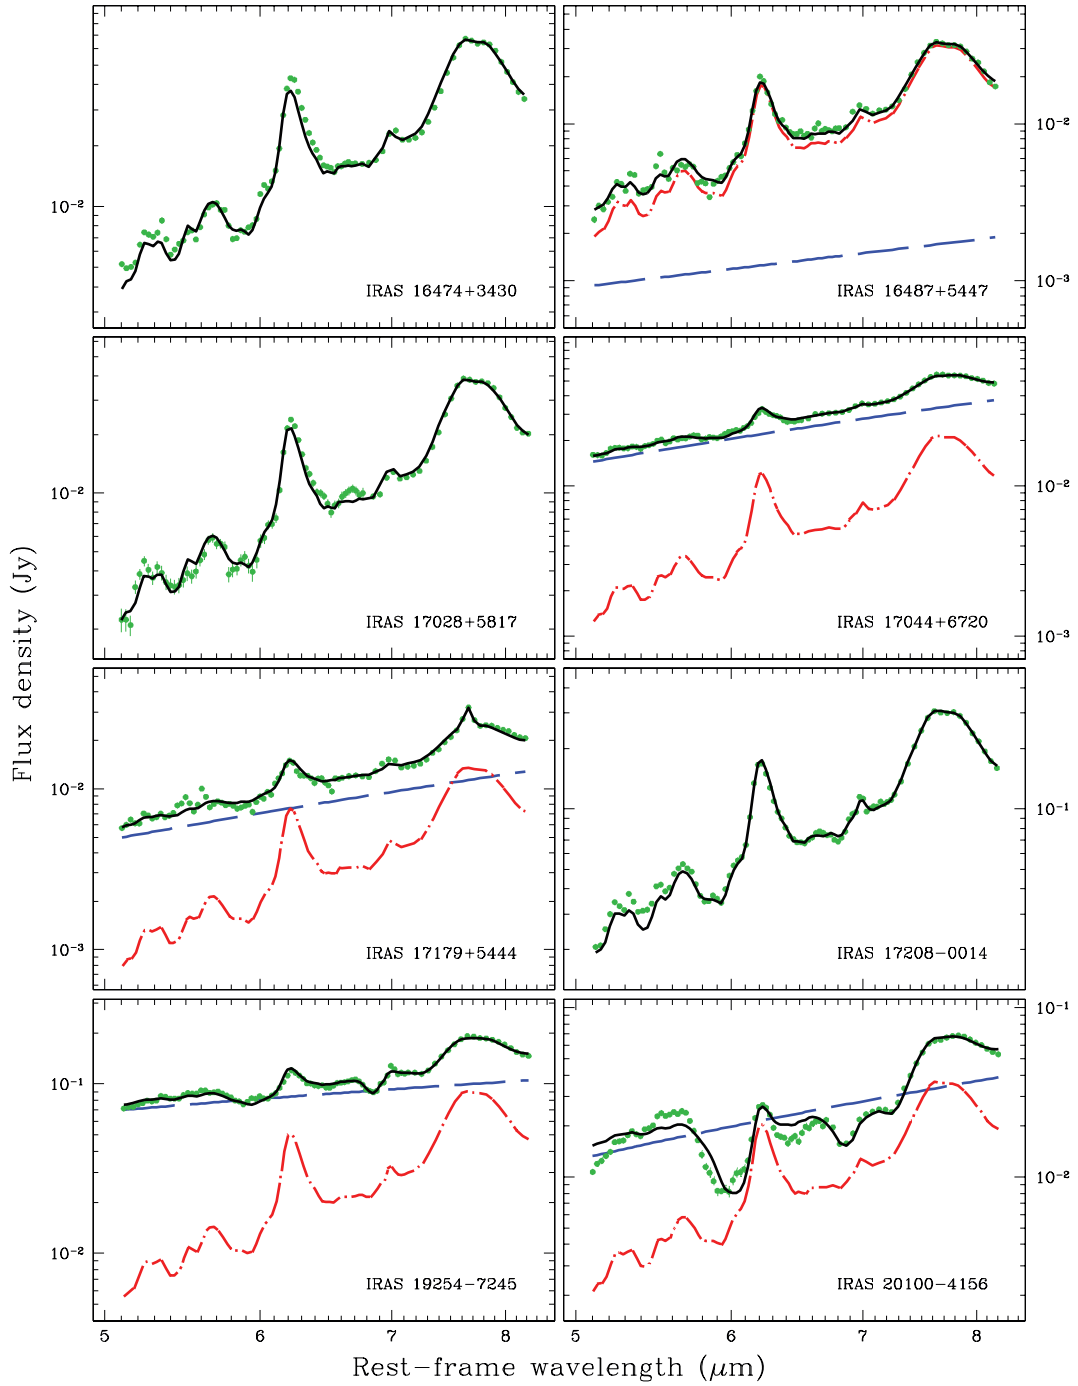 10⁻²
IRAS 16474+3430
10⁻²
10⁻³
IRAS 16487+5447
10⁻²
IRAS 17028+5817
10⁻²
10⁻³
IRAS 17044+6720
10⁻²
10⁻³
IRAS 17179+5444
10⁻¹
IRAS 17208−0014
10⁻¹
10⁻²
IRAS 19254−7245
10⁻¹
10⁻²
IRAS 20100−4156
5 6 7 8
5 6 7 8
Flux density (Jy)
Rest−frame wavelength (μm)